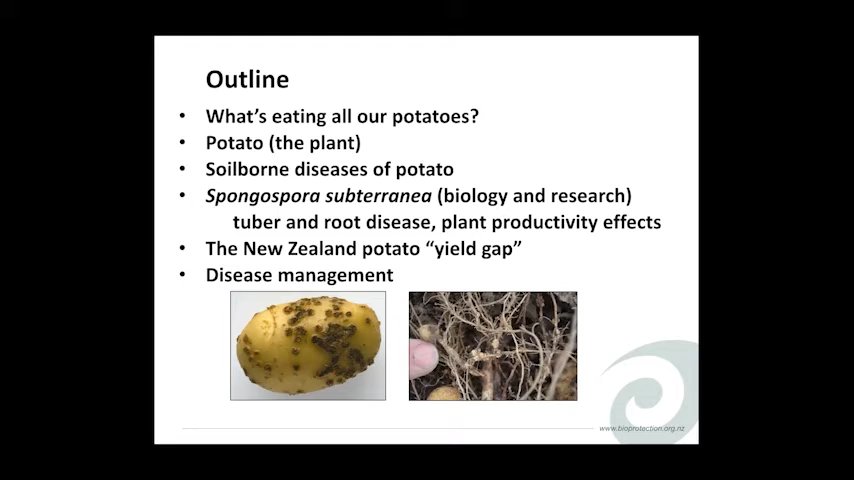 Outline
• What's eating all our potatoes?
• Potato (the plant)
• Soilborne diseases of potato
• Spongospora subterranea (biology and research)
tuber and root disease, plant productivity effects
• The New Zealand potato “yield gap”
• Disease management
www.bioprotection.org.nz